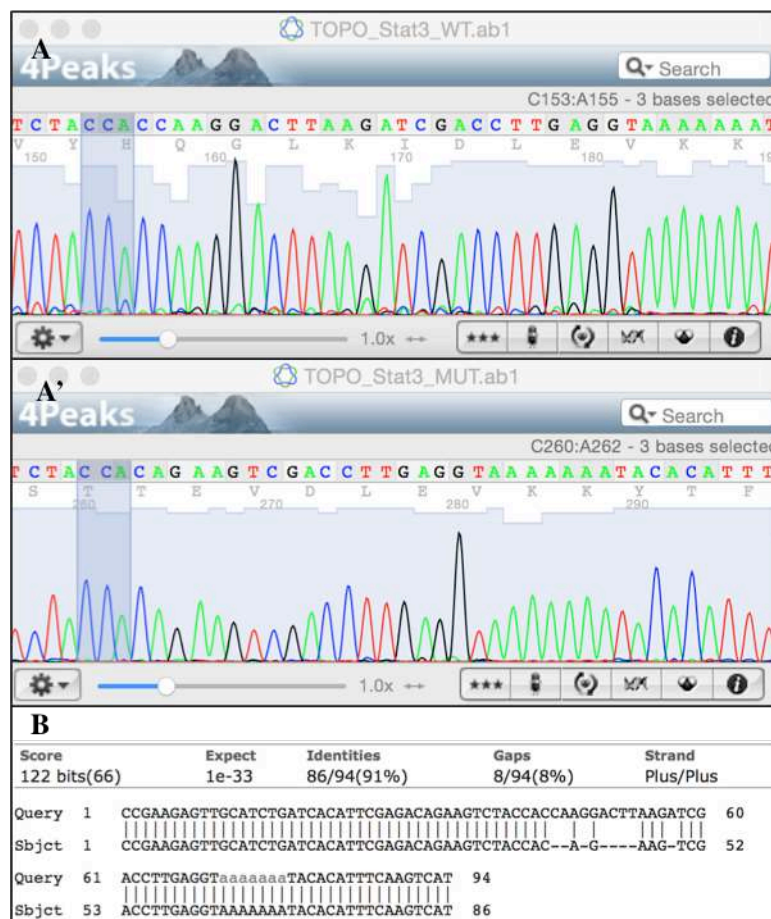 TOPO_Stat3_WT.ab1
A
4Peaks
Search
C153:A155 - 3 bases selected
TCTACCACCAAGGACTTAAGATCGACCTTGAGGTAAAAAAAT
V Y H Q G L K I D L E V K K
150 160 170 180 19
1.0x
TOPO_Stat3_MUT.ab1
A'
4Peaks
Search
C260:A262 - 3 bases selected
TCTACCACAGAAGTCGACCTTGAGGTAAAAAAATACACATTT
S T T E V D L E V K K Y T F
260 270 280 290
1.0x
B
Score Expect Identities Gaps Strand
122 bits(66) 1e-33 86/94(91%) 8/94(8%) Plus/Plus
Query 1 CCGAAGAGTTGCATCTGATCACATTCGAGACAGAAGTCTACCACCAAGGACTTAAGATCG 60
Sbjct 1 CCGAAGAGTTGCATCTGATCACATTCGAGACAGAAGTCTACCAC--A-G----AAG-TCG 52
Query 61 ACCTTGAGGTaaaaaaaTACACATTTCAAGTCAT 94
Sbjct 53 ACCTTGAGGTAAAAAAATACACATTTCAAGTCAT 86